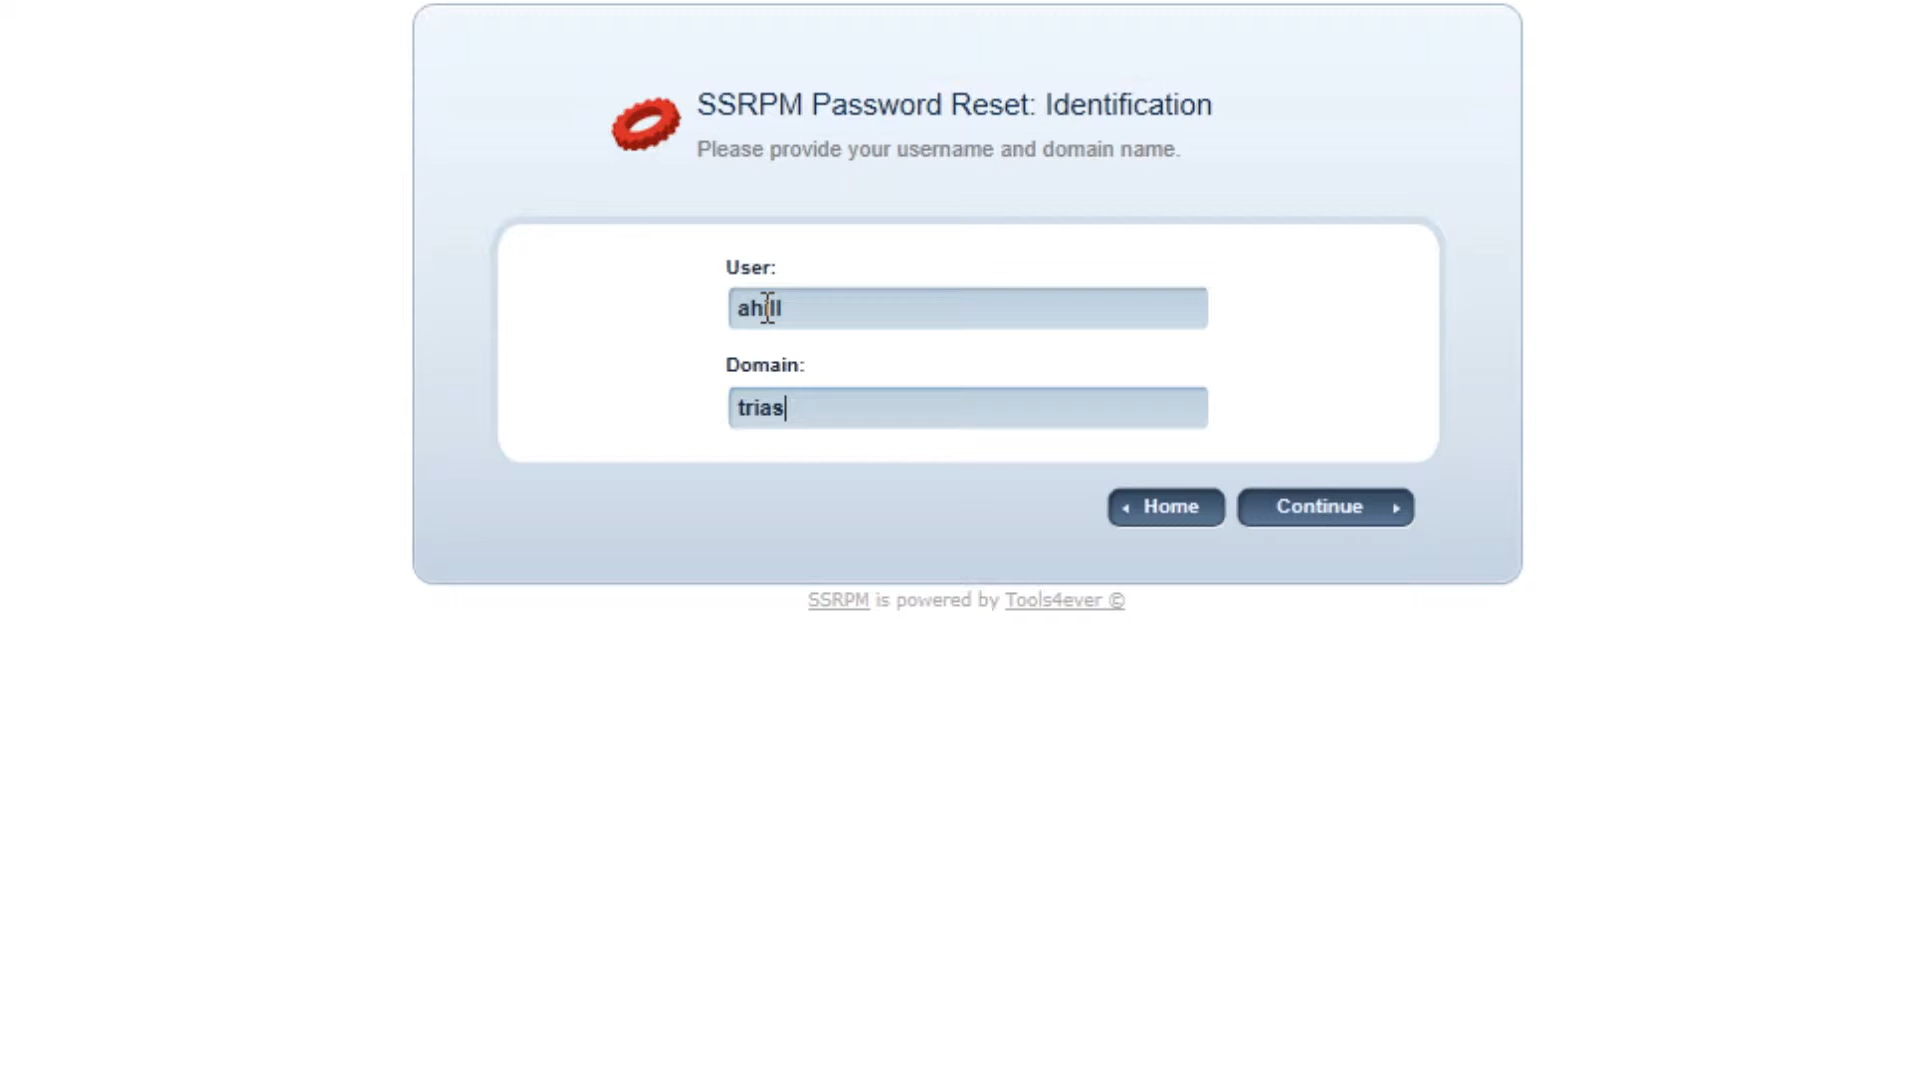 SSRPM Password Reset: Identification
Please provide your username and domain name.
User:
ahill
Domain:
trias
Home
Continue
SSRPM is powered by Tools4ever ©